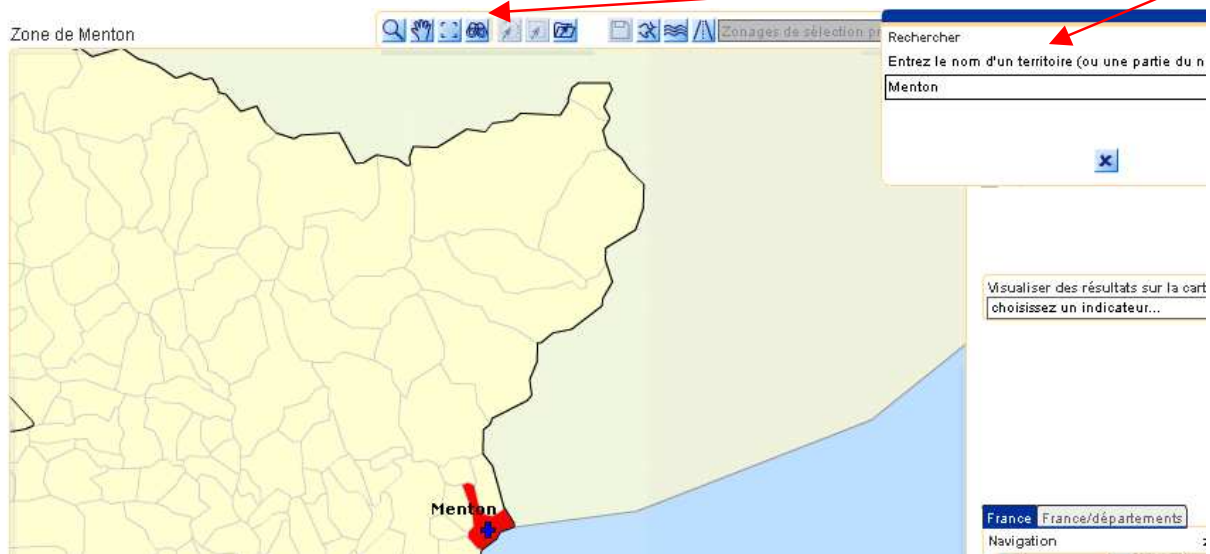 Zone de Menton
Zonages de sélection pr
Rechercher
Entrez le nom d'un territoire (ou une partie du n
Menton
Visualiser des résultats sur la cart
choisissez un indicateur...
Menton
France
France/départements
Navigation